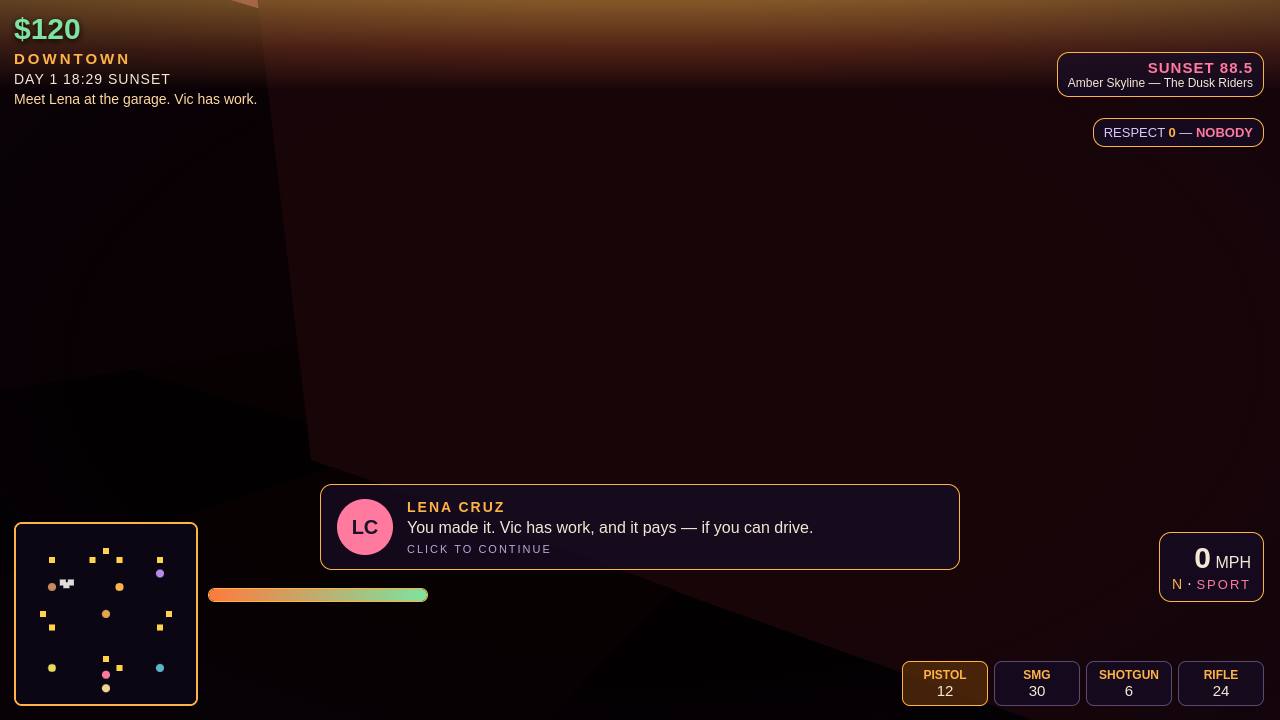 $120
DOWNTOWN
DAY 1 18:29 SUNSET
Meet Lena at the garage. Vic has work.
SUNSET 88.5
Amber Skyline — The Dusk Riders
RESPECT 0 — NOBODY
LC
LENA CRUZ
You made it. Vic has work, and it pays — if you can drive.
CLICK TO CONTINUE
0 MPH
N · SPORT
PISTOL
12
SMG
30
SHOTGUN
6
RIFLE
24